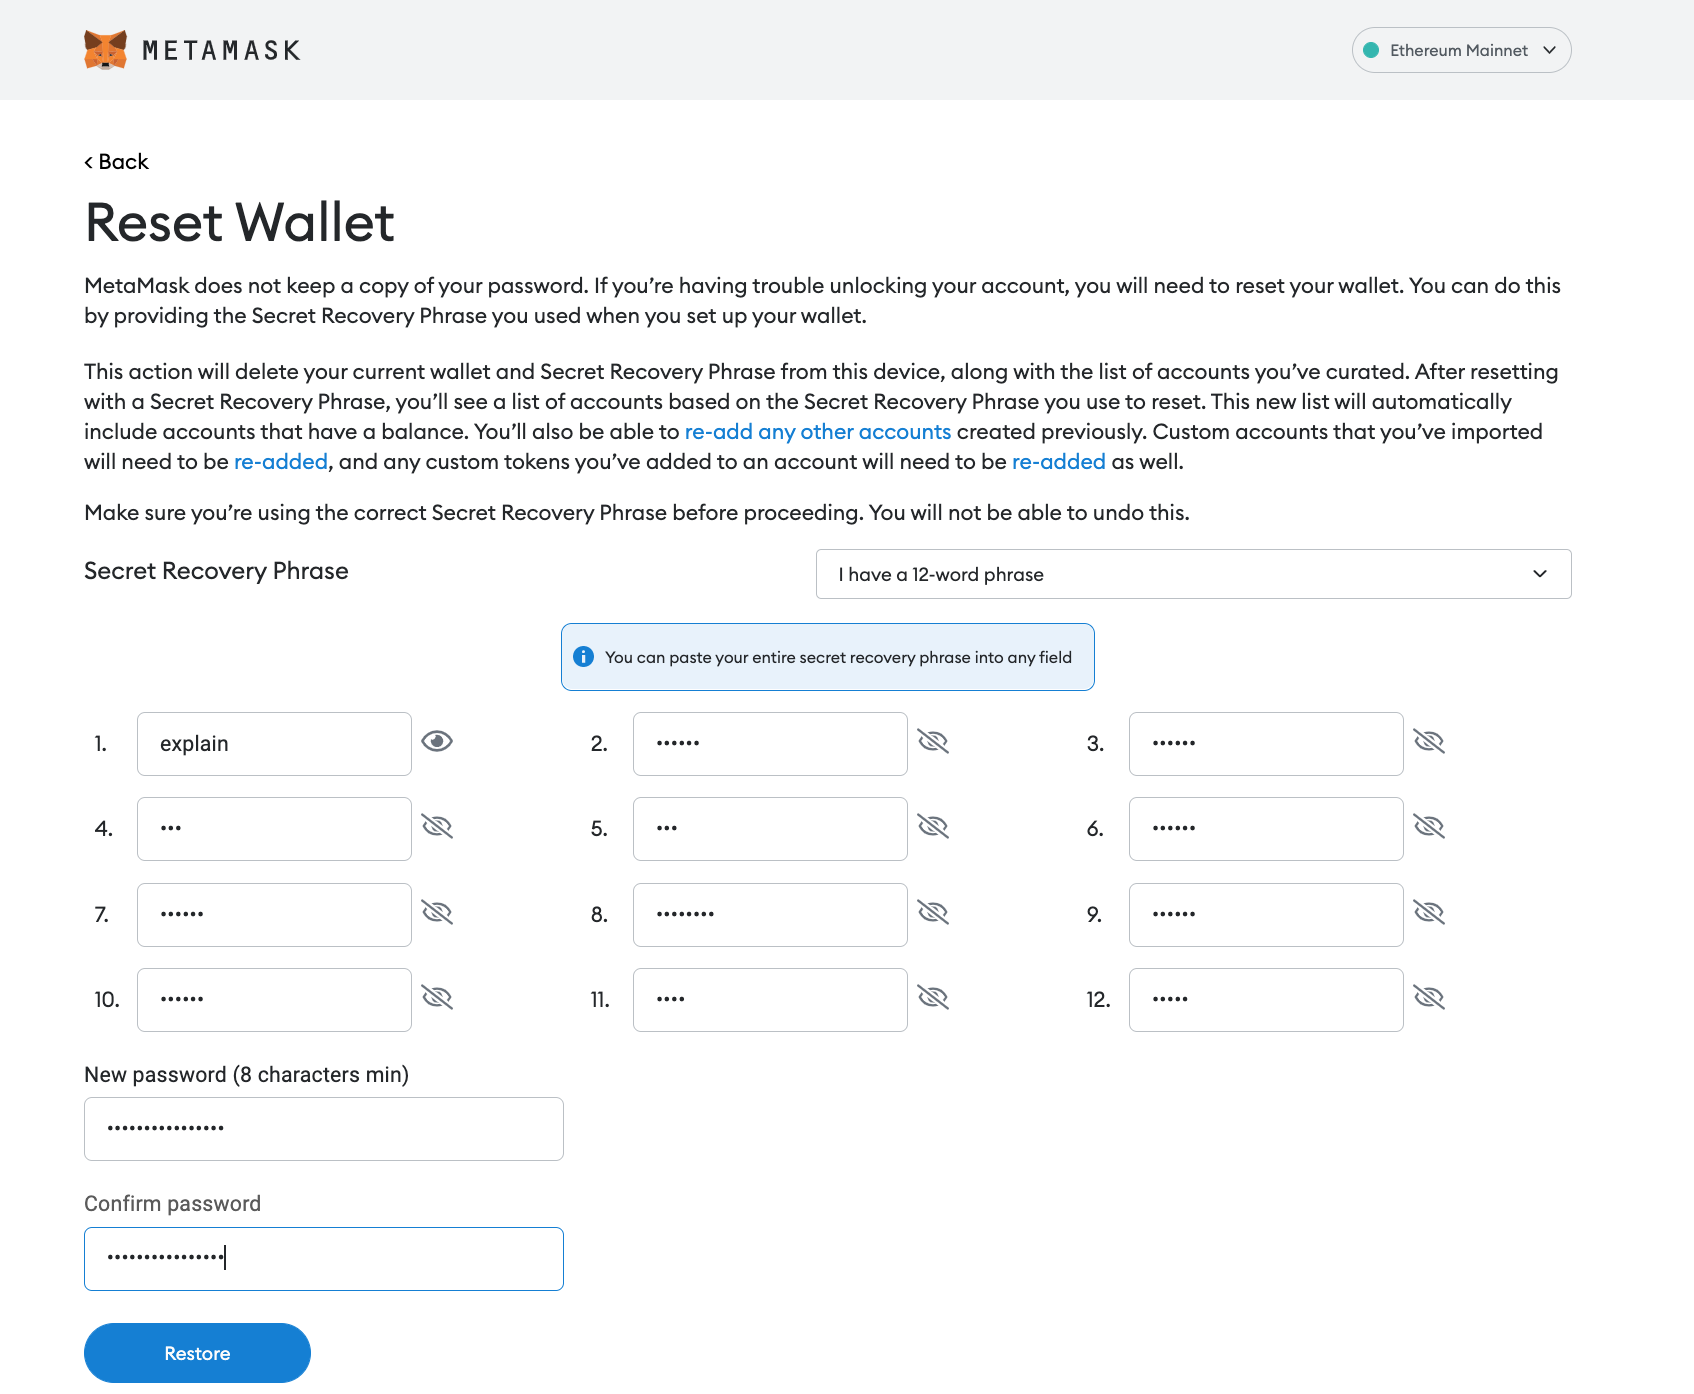 METAMASK
Ethereum Mainnet
< Back
Reset Wallet
MetaMask does not keep a copy of your password. If you’re having trouble unlocking your account, you will need to reset your wallet. You can do this
by providing the Secret Recovery Phrase you used when you set up your wallet.
This action will delete your current wallet and Secret Recovery Phrase from this device, along with the list of accounts you’ve curated. After resetting
with a Secret Recovery Phrase, you’ll see a list of accounts based on the Secret Recovery Phrase you use to reset. This new list will automatically
include accounts that have a balance. You’ll also be able to re-add any other accounts created previously. Custom accounts that you’ve imported
will need to be re-added, and any custom tokens you’ve added to an account will need to be re-added as well.
Make sure you’re using the correct Secret Recovery Phrase before proceeding. You will not be able to undo this.
Secret Recovery Phrase
I have a 12-word phrase
You can paste your entire secret recovery phrase into any field
1. explain
2. ••••••
3. ••••••
4. •••
5. •••
6. ••••••
7. ••••••
8. ••••••••
9. ••••••
10. ••••••
11. ••••
12. •••••
New password (8 characters min)
••••••••••••••••
Confirm password
••••••••••••••••
Restore